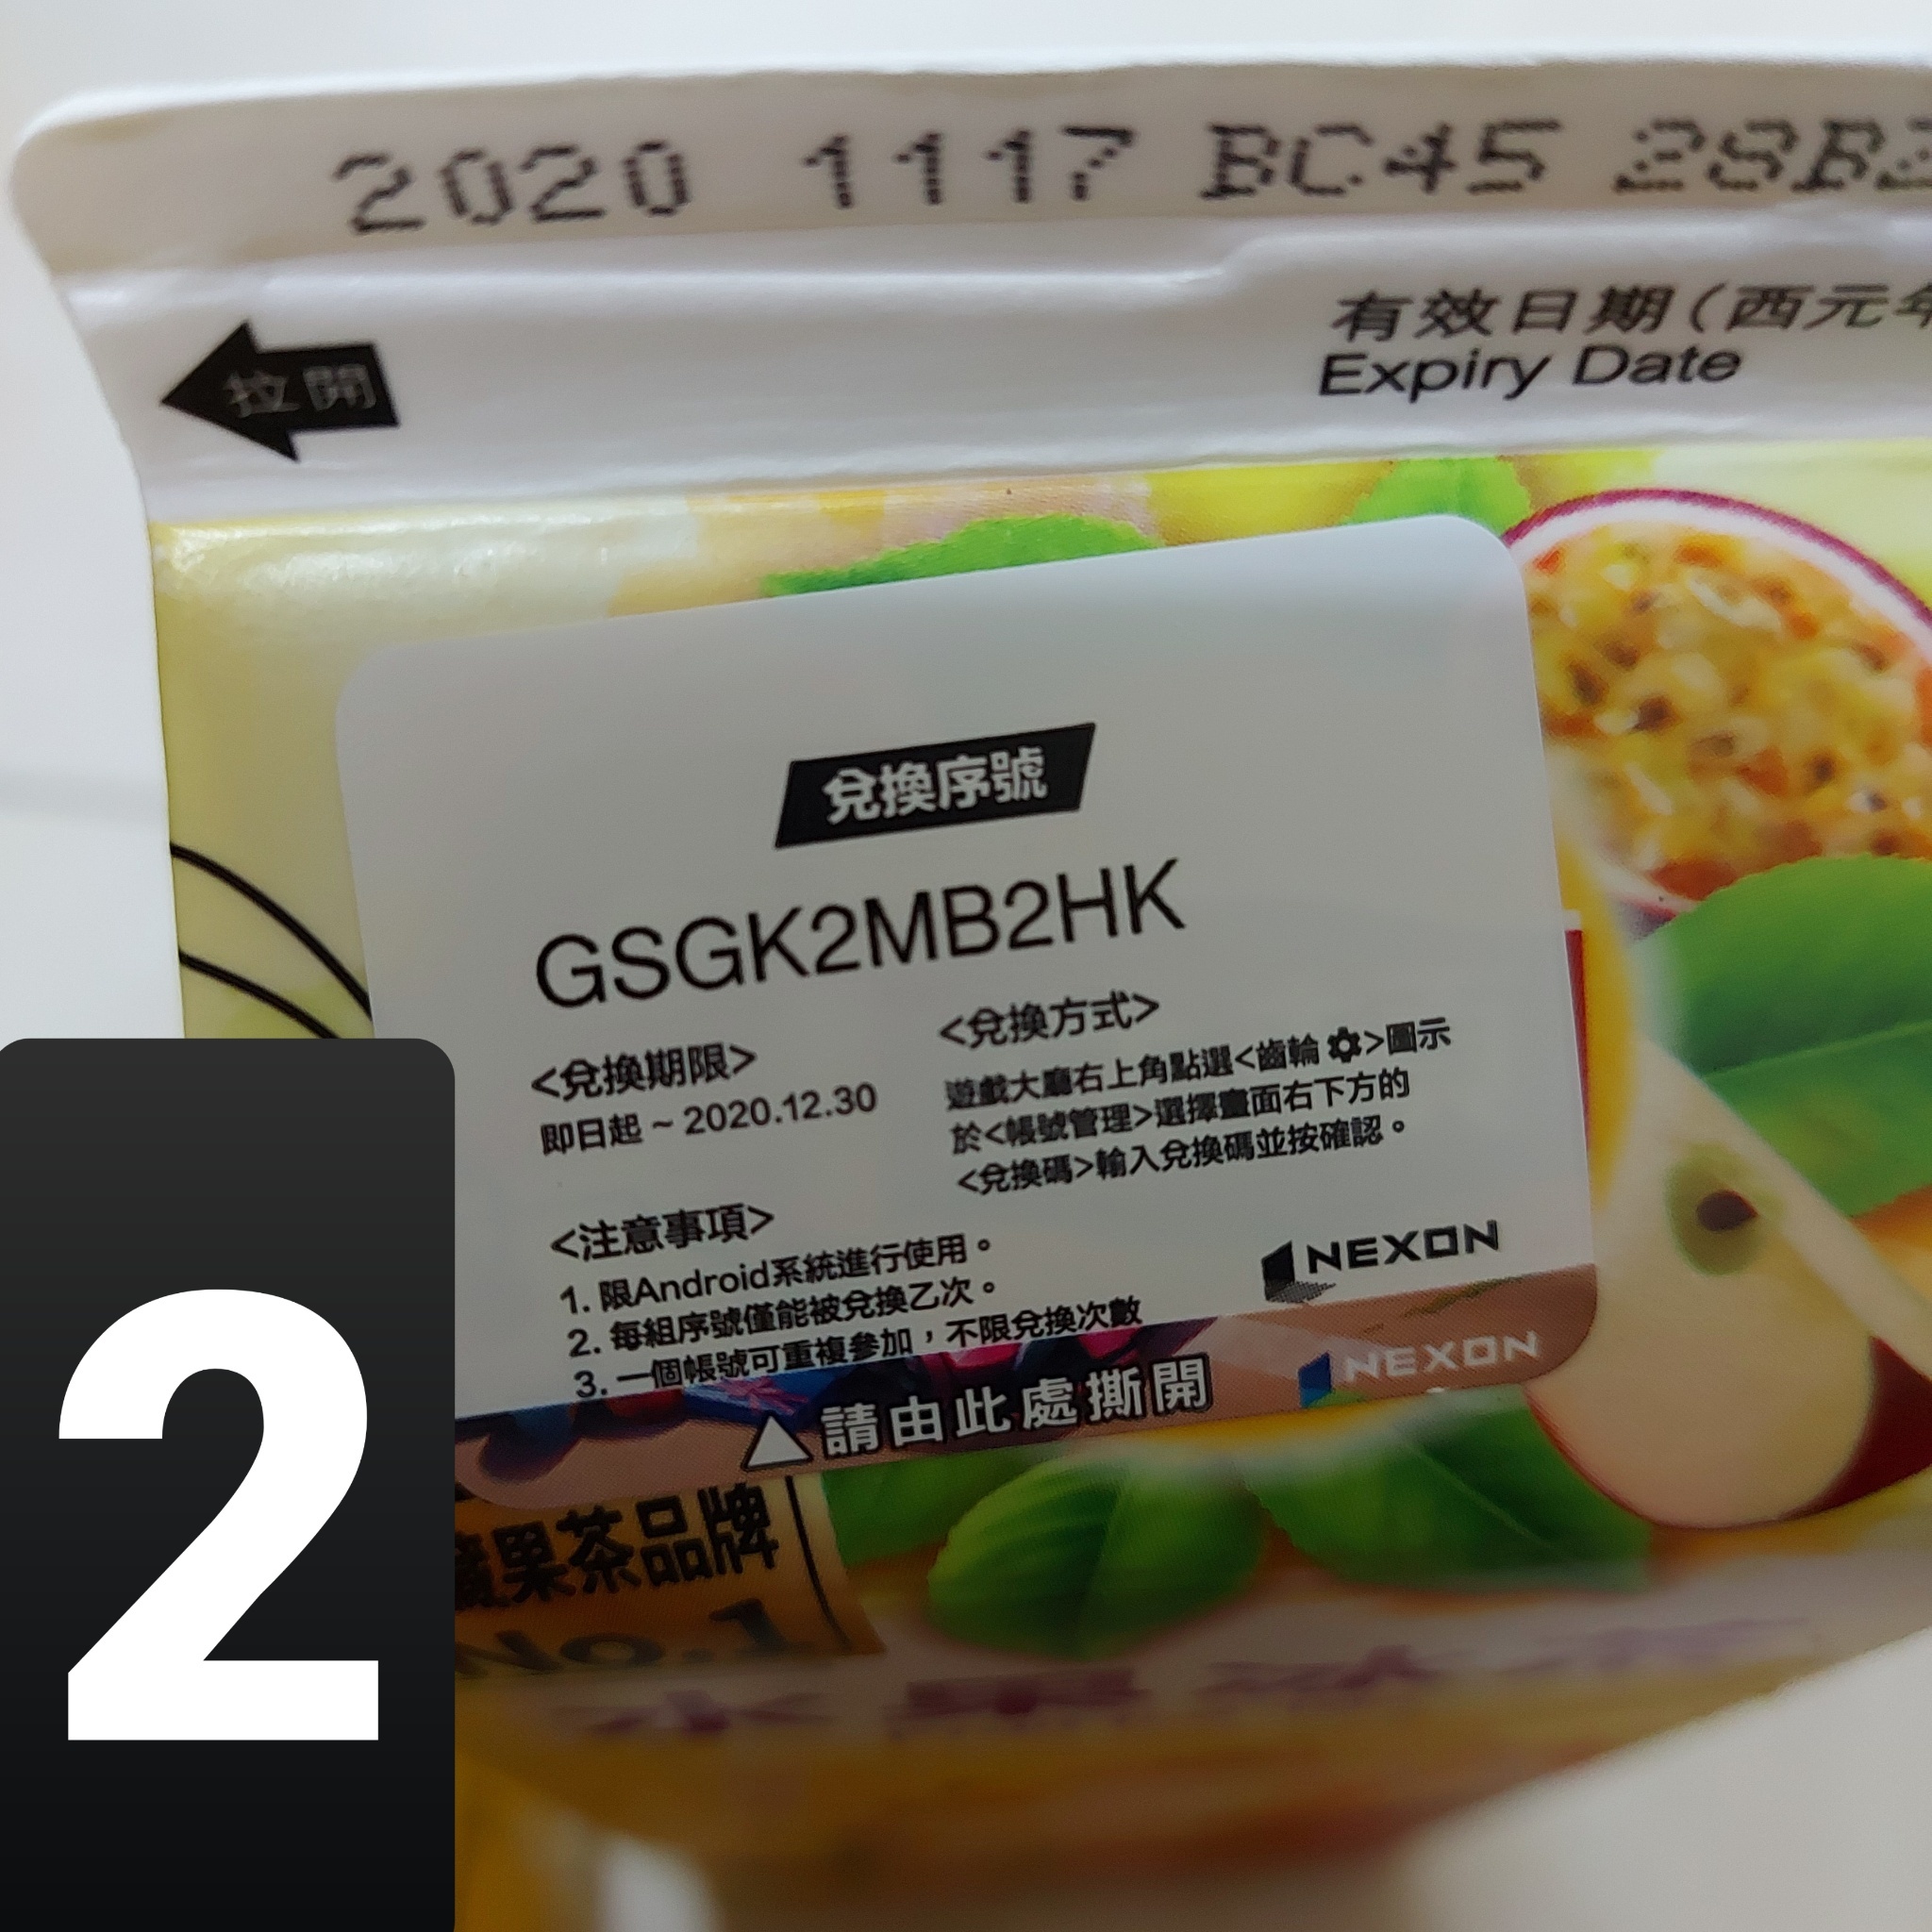 2020 1117 BC45 2SB
拉開
有效日期(西元年
Expiry Date
兌換序號
GSGK2MB2HK
<兌換期限>
即日起 ~ 2020.12.30
<兌換方式>
遊戲大廳右上角點選<齒輪 >圖示
於<帳號管理>選擇畫面右下方的
<兌換碼>輸入兌換碼並按確認。
<注意事項>
1. 限Android系統進行使用。
2. 每組序號僅能被兌換乙次。
3. 一個帳號可重複參加，不限兌換次數
NEXON
NEXON
△請由此處撕開
果茶品牌
No.1
2